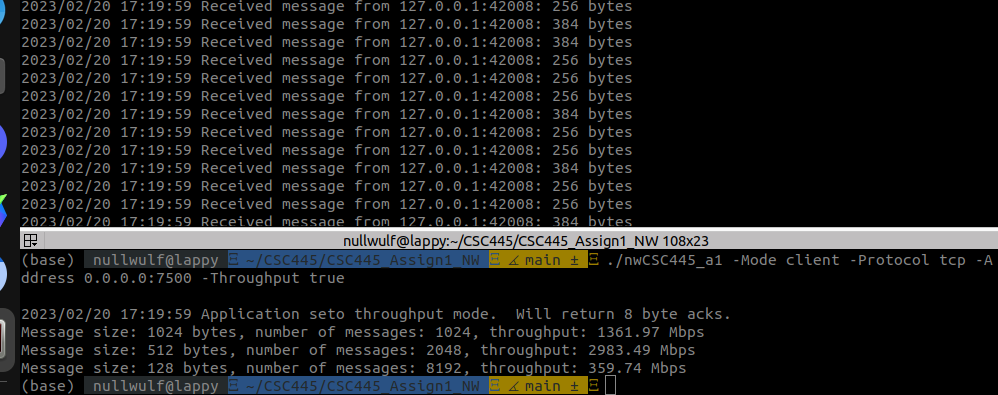 2023/02/20 17:19:59 Received message from 127.0.0.1:42008: 256 bytes
2023/02/20 17:19:59 Received message from 127.0.0.1:42008: 384 bytes
2023/02/20 17:19:59 Received message from 127.0.0.1:42008: 384 bytes
2023/02/20 17:19:59 Received message from 127.0.0.1:42008: 256 bytes
2023/02/20 17:19:59 Received message from 127.0.0.1:42008: 256 bytes
2023/02/20 17:19:59 Received message from 127.0.0.1:42008: 256 bytes
2023/02/20 17:19:59 Received message from 127.0.0.1:42008: 384 bytes
2023/02/20 17:19:59 Received message from 127.0.0.1:42008: 256 bytes
2023/02/20 17:19:59 Received message from 127.0.0.1:42008: 256 bytes
2023/02/20 17:19:59 Received message from 127.0.0.1:42008: 384 bytes
2023/02/20 17:19:59 Received message from 127.0.0.1:42008: 256 bytes
2023/02/20 17:19:59 Received message from 127.0.0.1:42008: 256 bytes
2023/02/20 17:19:59 Received message from 127.0.0.1:42008: 384 bytes
nullwulf@lappy:~/CSC445/CSC445_Assign1_NW 108x23
(base) nullwulf@lappy ~/CSC445/CSC445_Assign1_NW main ± ./nwCSC445_a1 -Mode client -Protocol tcp -A
ddress 0.0.0.0:7500 -Throughput true
2023/02/20 17:19:59 Application seto throughput mode.  Will return 8 byte acks.
Message size: 1024 bytes, number of messages: 1024, throughput: 1361.97 Mbps
Message size: 512 bytes, number of messages: 2048, throughput: 2983.49 Mbps
Message size: 128 bytes, number of messages: 8192, throughput: 359.74 Mbps
(base) nullwulf@lappy ~/CSC445/CSC445_Assign1_NW main ±